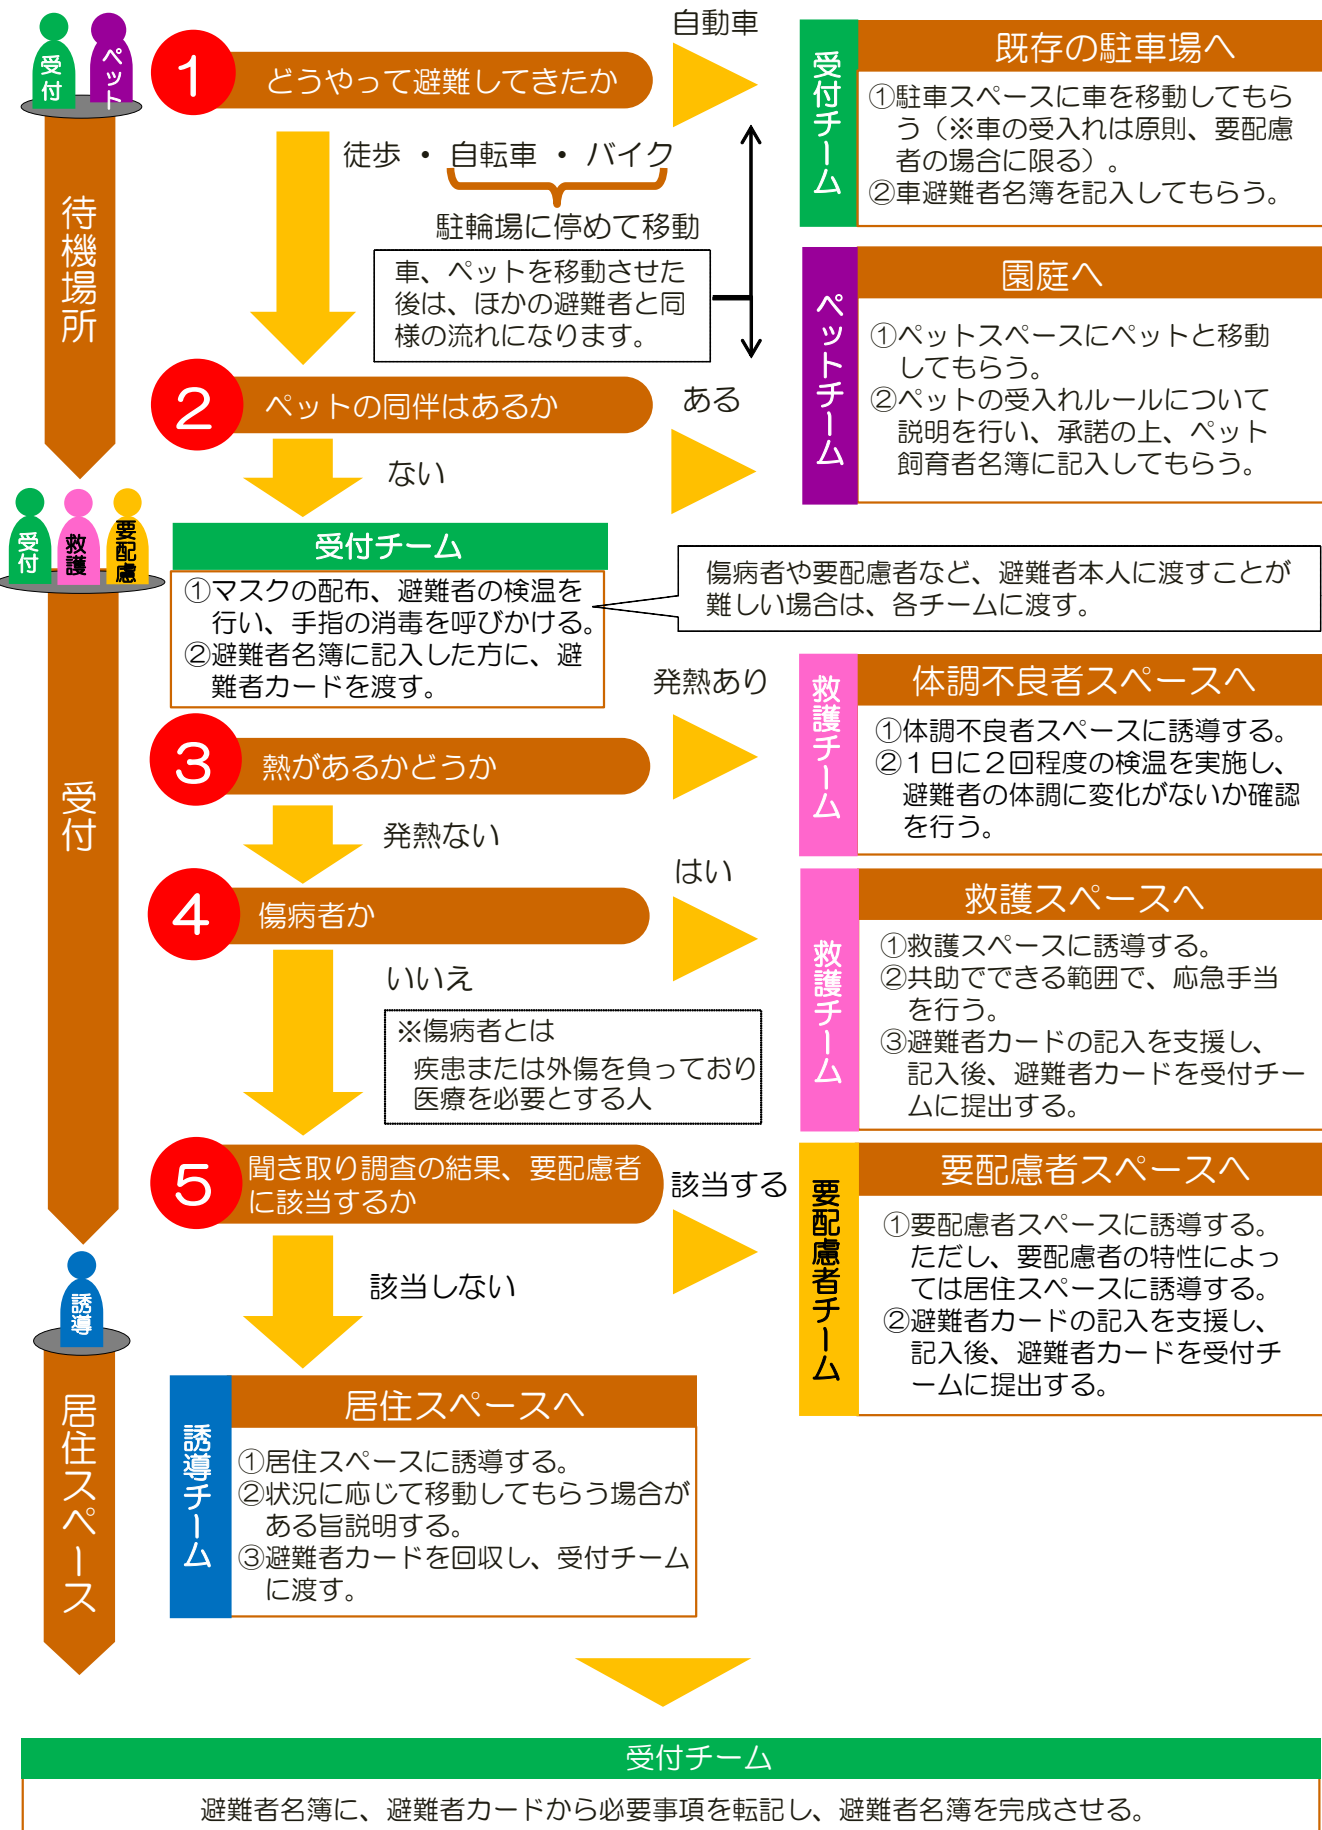 受付
ペット
待機場所
1 どうやって避難してきたか
自動車
受付チーム
既存の駐車場へ
①駐車スペースに車を移動してもら
う（※車の受入れは原則、要配慮
者の場合に限る）。
②車避難者名簿を記入してもらう。
徒歩 ・ 自転車 ・ バイク
駐輪場に停めて移動
車、ペットを移動させた
後は、ほかの避難者と同
様の流れになります。
2 ペットの同伴はあるか
ある
ない
ペットチーム
園庭へ
①ペットスペースにペットと移動
してもらう。
②ペットの受入れルールについて
説明を行い、承諾の上、ペット
飼育者名簿に記入してもらう。
受付
救護
要配慮
受付
受付チーム
①マスクの配布、避難者の検温を
行い、手指の消毒を呼びかける。
②避難者名簿に記入した方に、避
難者カードを渡す。
傷病者や要配慮者など、避難者本人に渡すことが
難しい場合は、各チームに渡す。
3 熱があるかどうか
発熱あり
発熱ない
救護チーム
体調不良者スペースへ
①体調不良者スペースに誘導する。
②１日に２回程度の検温を実施し、
避難者の体調に変化がないか確認
を行う。
4 傷病者か
はい
いいえ
※傷病者とは
疾患または外傷を負っており
医療を必要とする人
救護チーム
救護スペースへ
①救護スペースに誘導する。
②共助でできる範囲で、応急手当
を行う。
③避難者カードの記入を支援し、
記入後、避難者カードを受付チー
ムに提出する。
5 聞き取り調査の結果、要配慮者
に該当するか
該当する
該当しない
要配慮者チーム
要配慮者スペースへ
①要配慮者スペースに誘導する。
ただし、要配慮者の特性によっ
ては居住スペースに誘導する。
②避難者カードの記入を支援し、
記入後、避難者カードを受付チ
ームに提出する。
誘導
居住スペース
誘導チーム
居住スペースへ
①居住スペースに誘導する。
②状況に応じて移動してもらう場合が
ある旨説明する。
③避難者カードを回収し、受付チーム
に渡す。
受付チーム
避難者名簿に、避難者カードから必要事項を転記し、避難者名簿を完成させる。